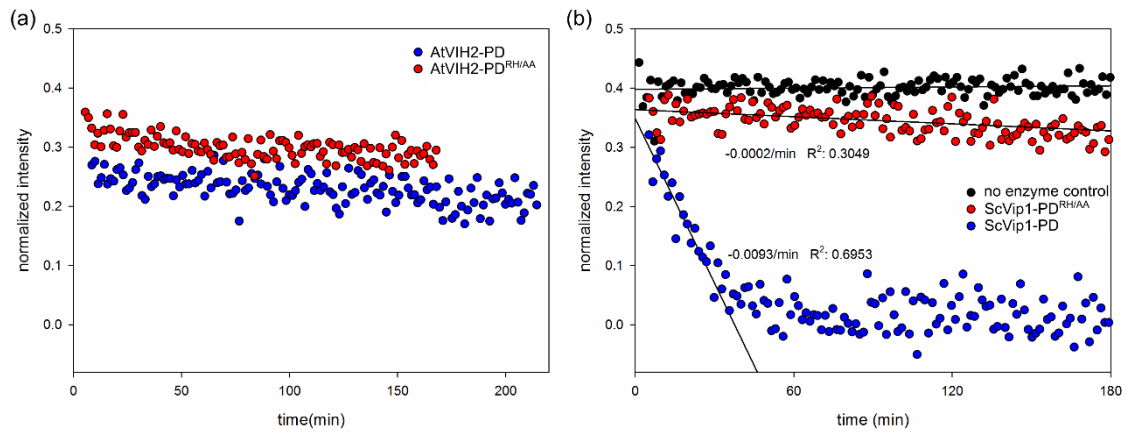 (a)
0.5
0.4
0.3
0.2
0.1
0.0
normalized intensity
AtVIH2-PD
AtVIH2-PDRH/AA
0
50
100
150
200
time(min)
(b)
0.5
0.4
0.3
0.2
0.1
0.0
normalized intensity
-0.0002/min R²: 0.3049
no enzyme control
ScVip1-PDRH/AA
ScVip1-PD
-0.0093/min R²: 0.6953
0
60
120
180
time (min)